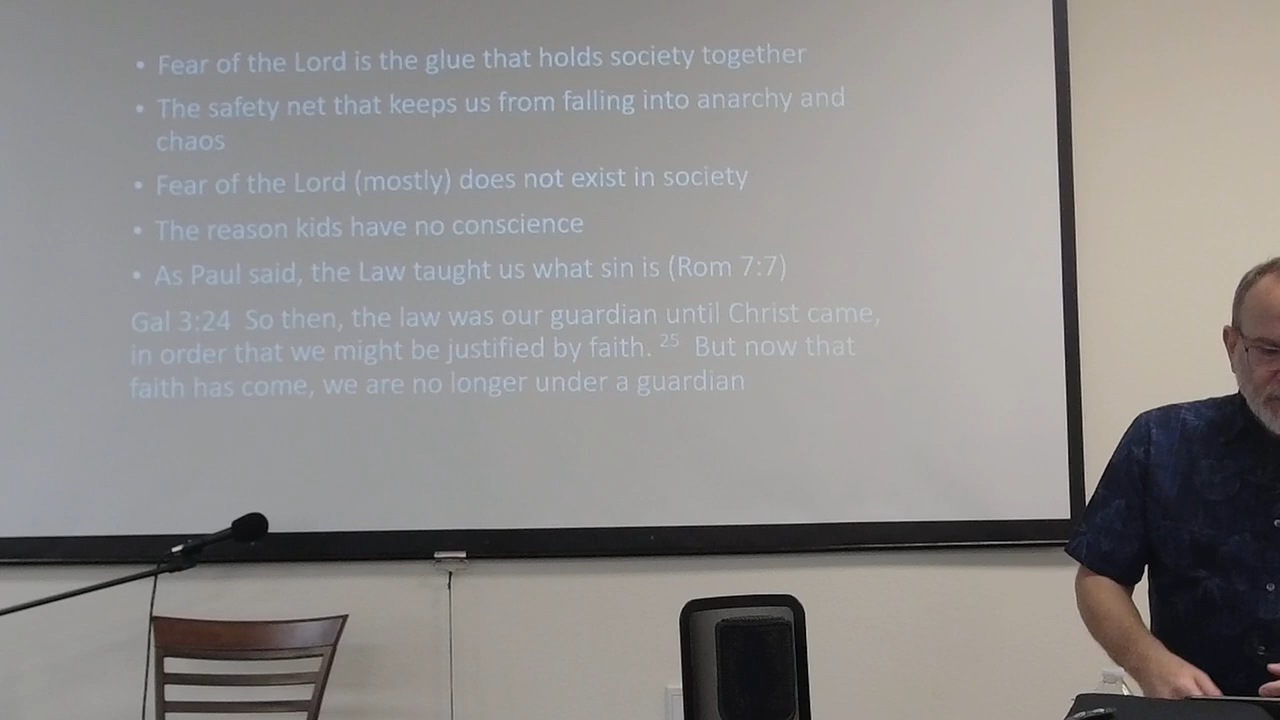 • Fear of the Lord is the glue that holds society together
• The safety net that keeps us from falling into anarchy and
chaos
• Fear of the Lord (mostly) does not exist in society
• The reason kids have no conscience
• As Paul said, the Law taught us what sin is (Rom 7:7)
Gal 3:24 So then, the law was our guardian until Christ came,
in order that we might be justified by faith. 25 But now that
faith has come, we are no longer under a guardian